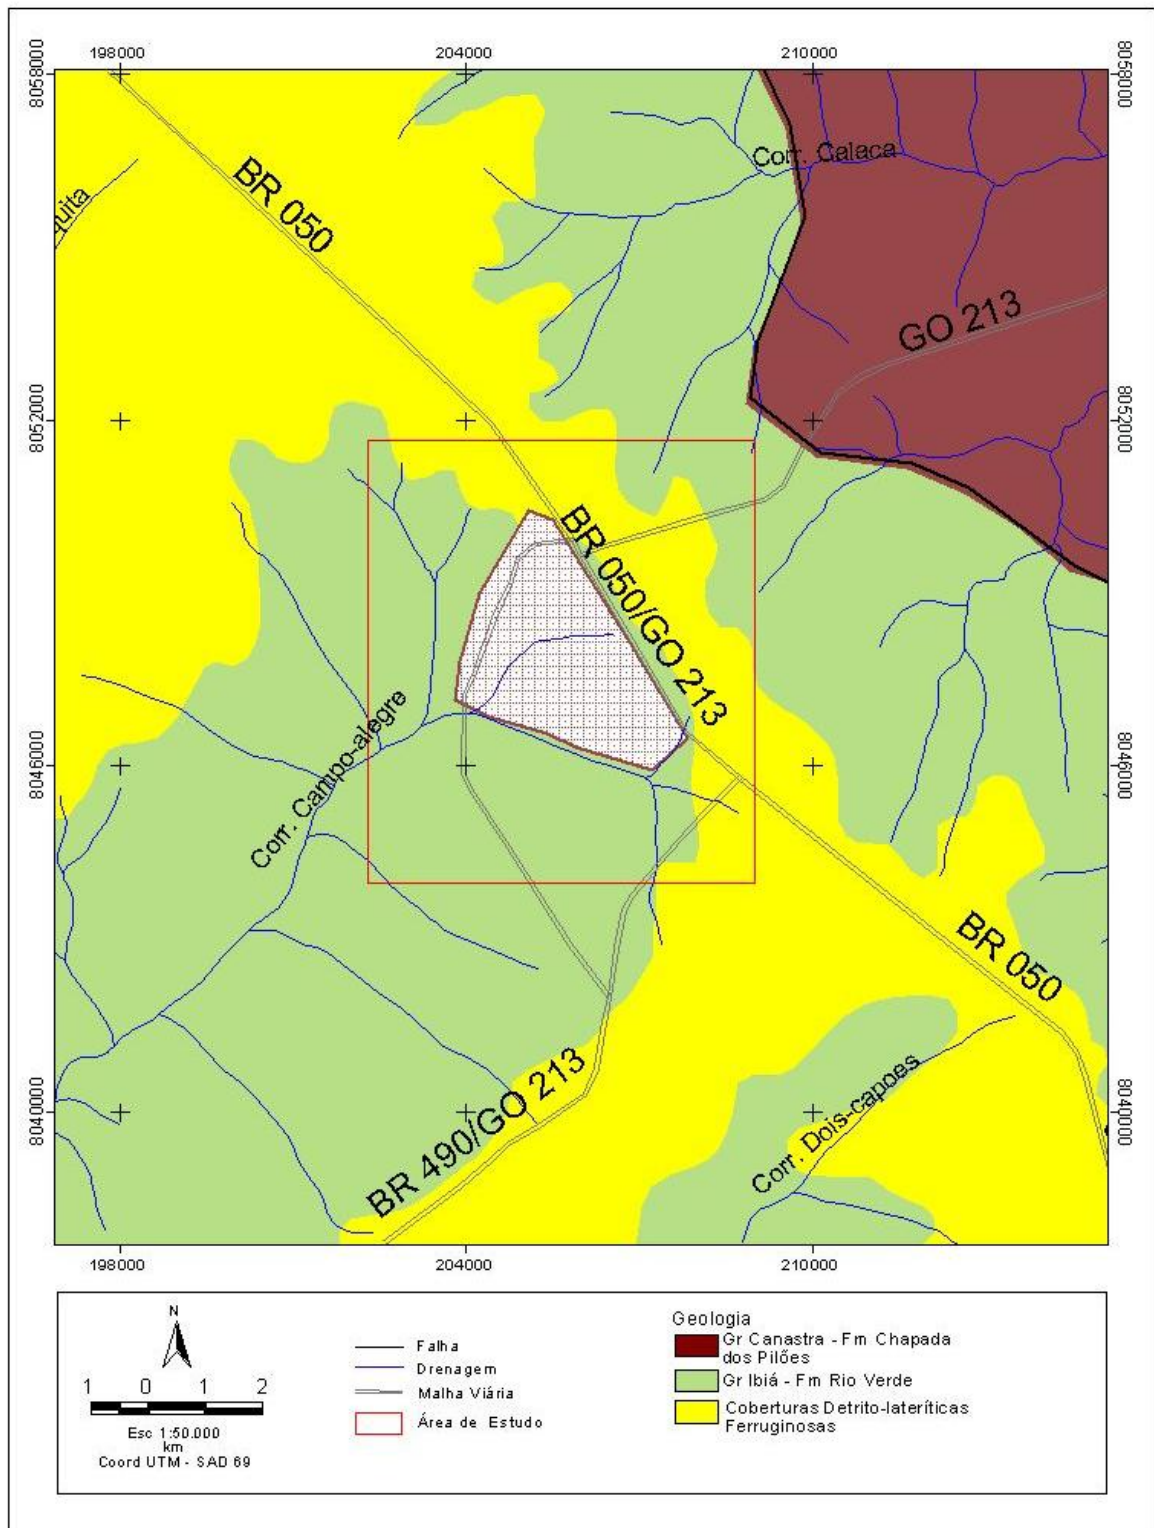 198000 204000 210000
8058000 8058000
Corr. Calaca
BR 050
quita
GO 213
8052000 8052000
BR 050/GO 213
Corr. Campo-alegre
8046000 8046000
BR 050
BR 490/GO 213
Corr. Dois-capoes
8040000 8040000
198000 204000 210000
N
1 0 1 2
Esc 1:50.000
km
Coord UTM - SAD 69
Falha
Drenagem
Malha Viária
Área de Estudo
Geologia
Gr Canastra - Fm Chapada
dos Pilões
Gr Ibiá - Fm Rio Verde
Coberturas Detrito-lateríticas
Ferruginosas